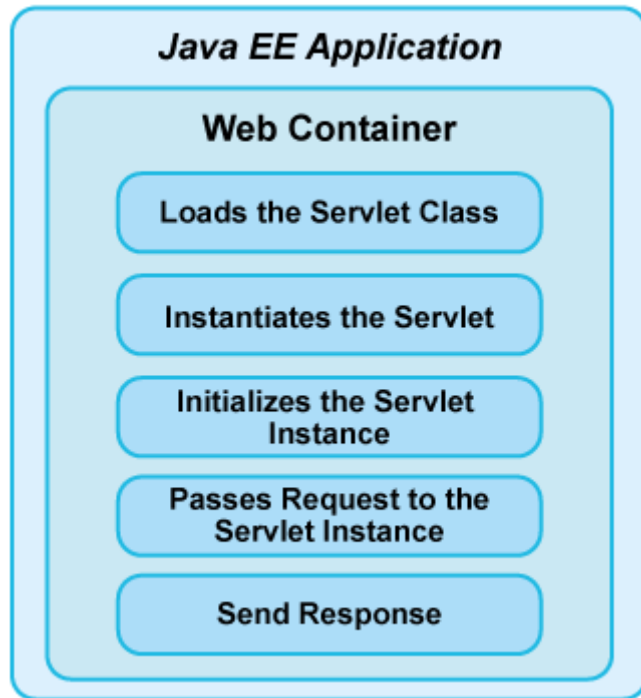 Java EE Application
Web Container
Loads the Servlet Class
Instantiates the Servlet
Initializes the Servlet
Instance
Passes Request to the
Servlet Instance
Send Response